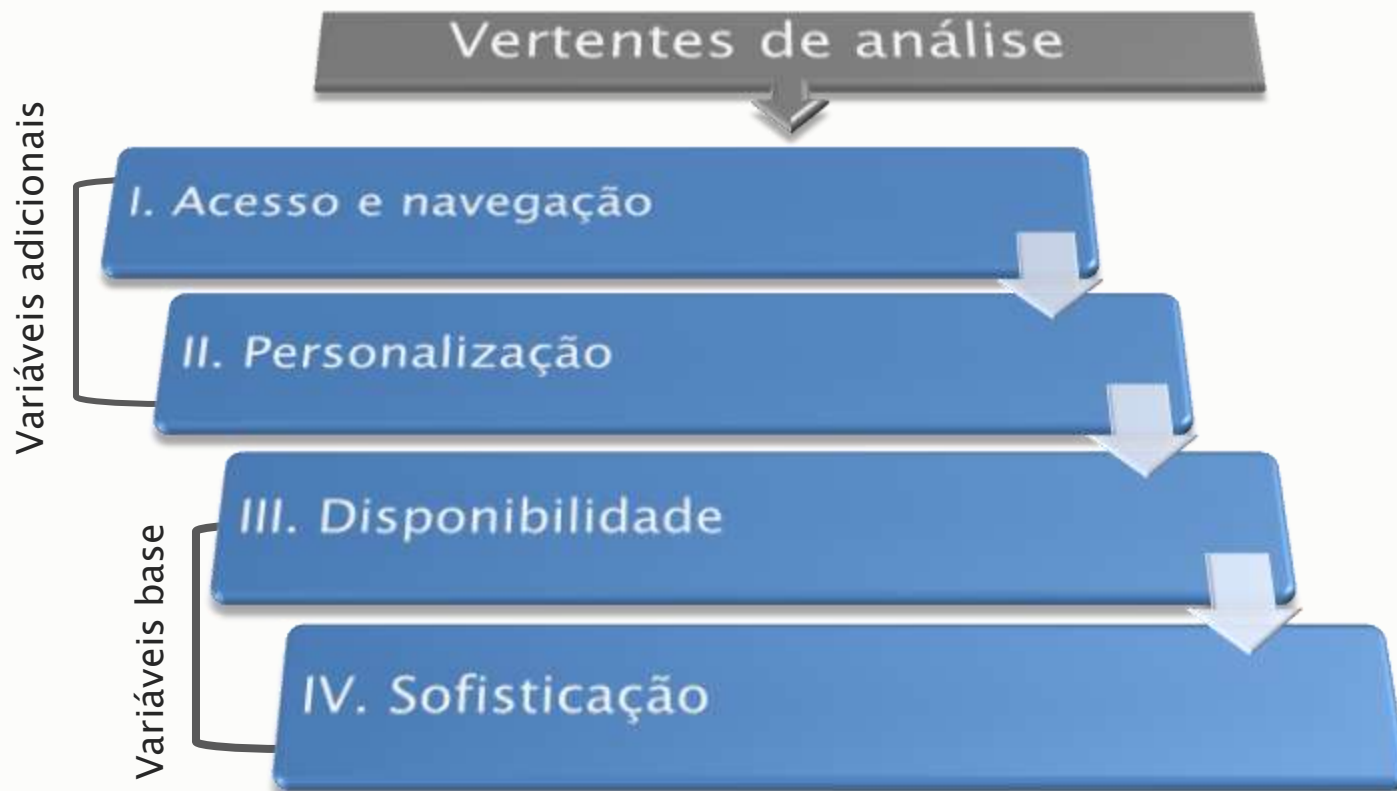 Vertentes de análise
Variáveis adicionais
I. Acesso e navegação
II. Personalização
Variáveis base
III. Disponibilidade
IV. Sofisticação